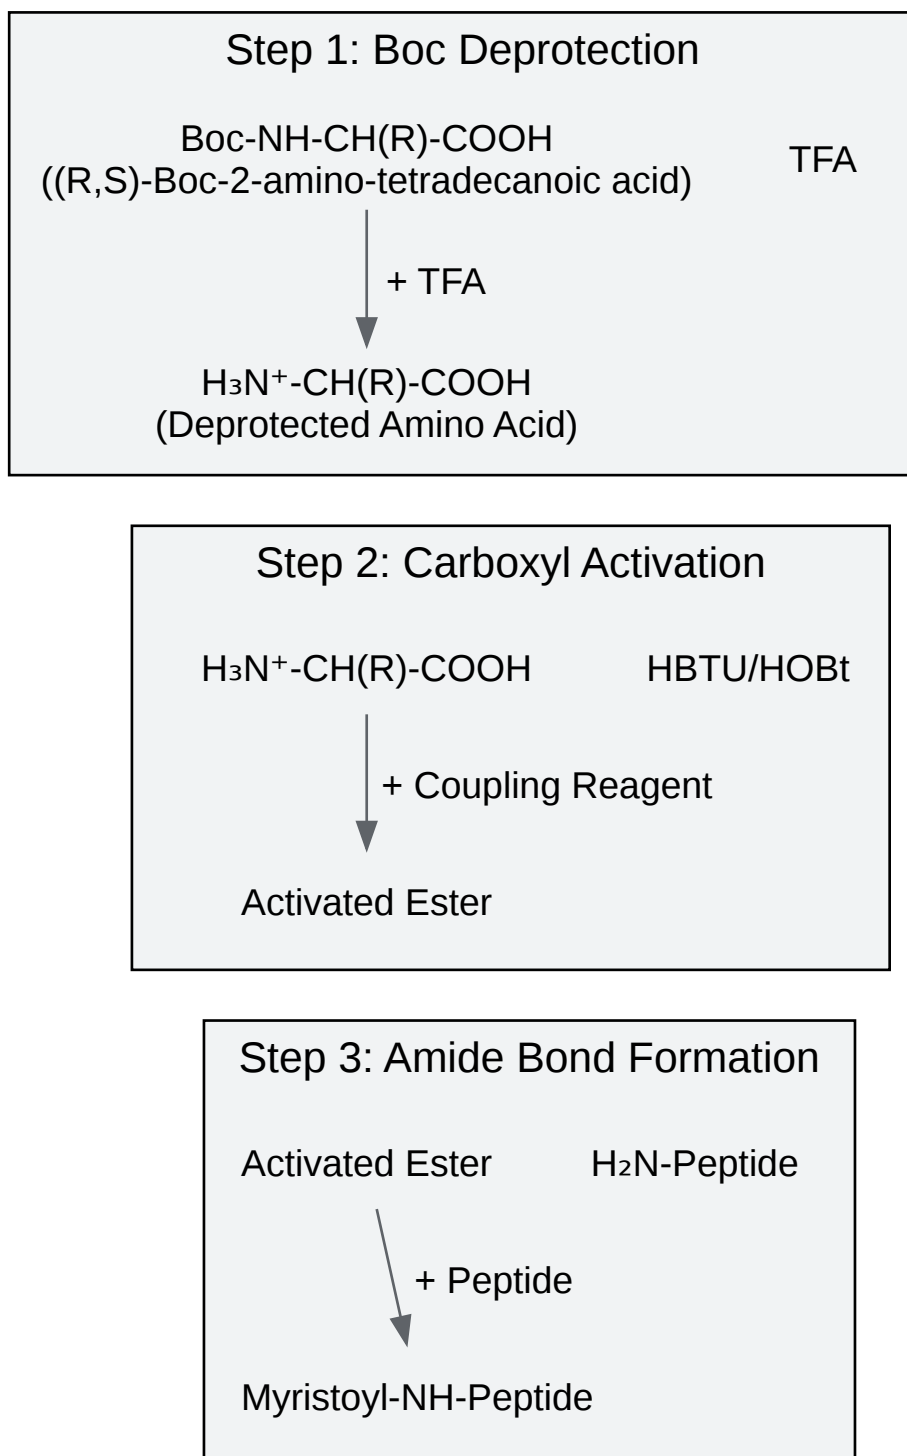 Step 1: Boc Deprotection
Boc-NH-CH(R)-COOH
((R,S)-Boc-2-amino-tetradecanoic acid)
TFA
+ TFA
H₃N⁺-CH(R)-COOH
(Deprotected Amino Acid)
Step 2: Carboxyl Activation
H₃N⁺-CH(R)-COOH
HBTU/HOBt
+ Coupling Reagent
Activated Ester
Step 3: Amide Bond Formation
Activated Ester
H₂N-Peptide
+ Peptide
Myristoyl-NH-Peptide